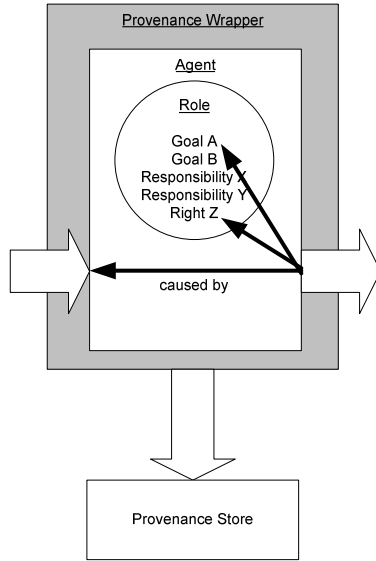 Provenance Wrapper
Agent
Role
Goal A
Goal B
Responsibility X
Responsibility Y
Right Z
caused by
Provenance Store